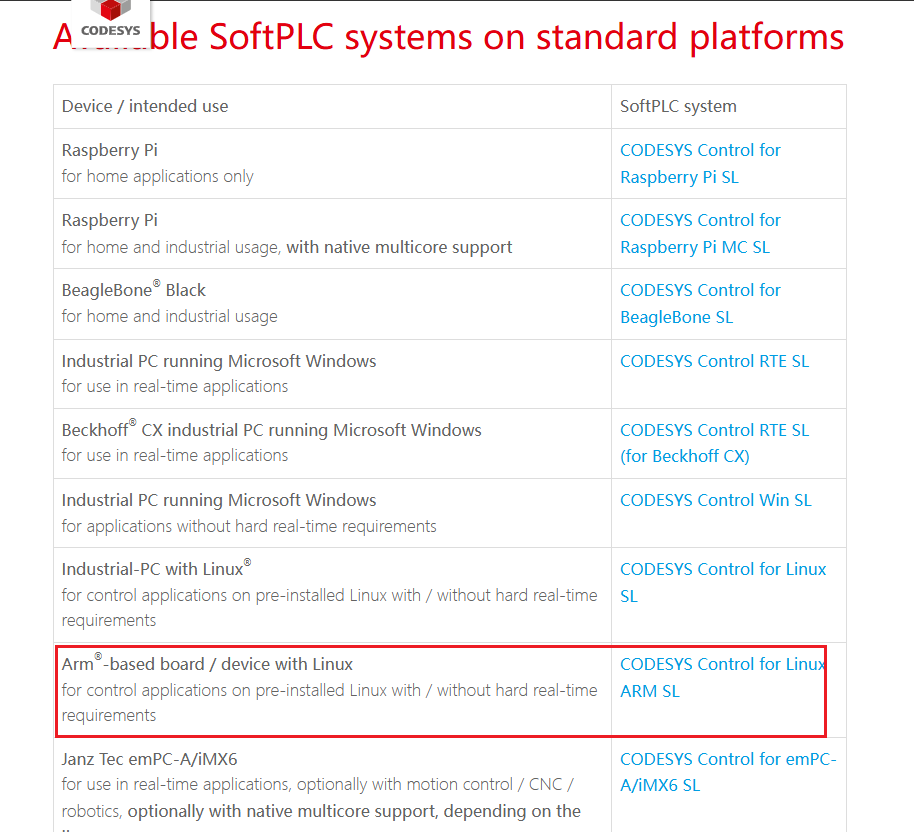 CODESYS
A ble SoftPLC systems on standard platforms
Device / intended use
SoftPLC system
Raspberry Pi
for home applications only
CODESYS Control for
Raspberry Pi SL
Raspberry Pi
for home and industrial usage, with native multicore support
CODESYS Control for
Raspberry Pi MC SL
BeagleBone® Black
for home and industrial usage
CODESYS Control for
BeagleBone SL
Industrial PC running Microsoft Windows
for use in real-time applications
CODESYS Control RTE SL
Beckhoff® CX industrial PC running Microsoft Windows
for use in real-time applications
CODESYS Control RTE SL
(for Beckhoff CX)
Industrial PC running Microsoft Windows
for applications without hard real-time requirements
CODESYS Control Win SL
Industrial-PC with Linux®
for control applications on pre-installed Linux with / without hard real-time
requirements
CODESYS Control for Linux
SL
Arm®-based board / device with Linux
for control applications on pre-installed Linux with / without hard real-time
requirements
CODESYS Control for Linux
ARM SL
Janz Tec emPC-A/iMX6
for use in real-time applications, optionally with motion control / CNC /
robotics, optionally with native multicore support, depending on the
CODESYS Control for emPC-
A/iMX6 SL